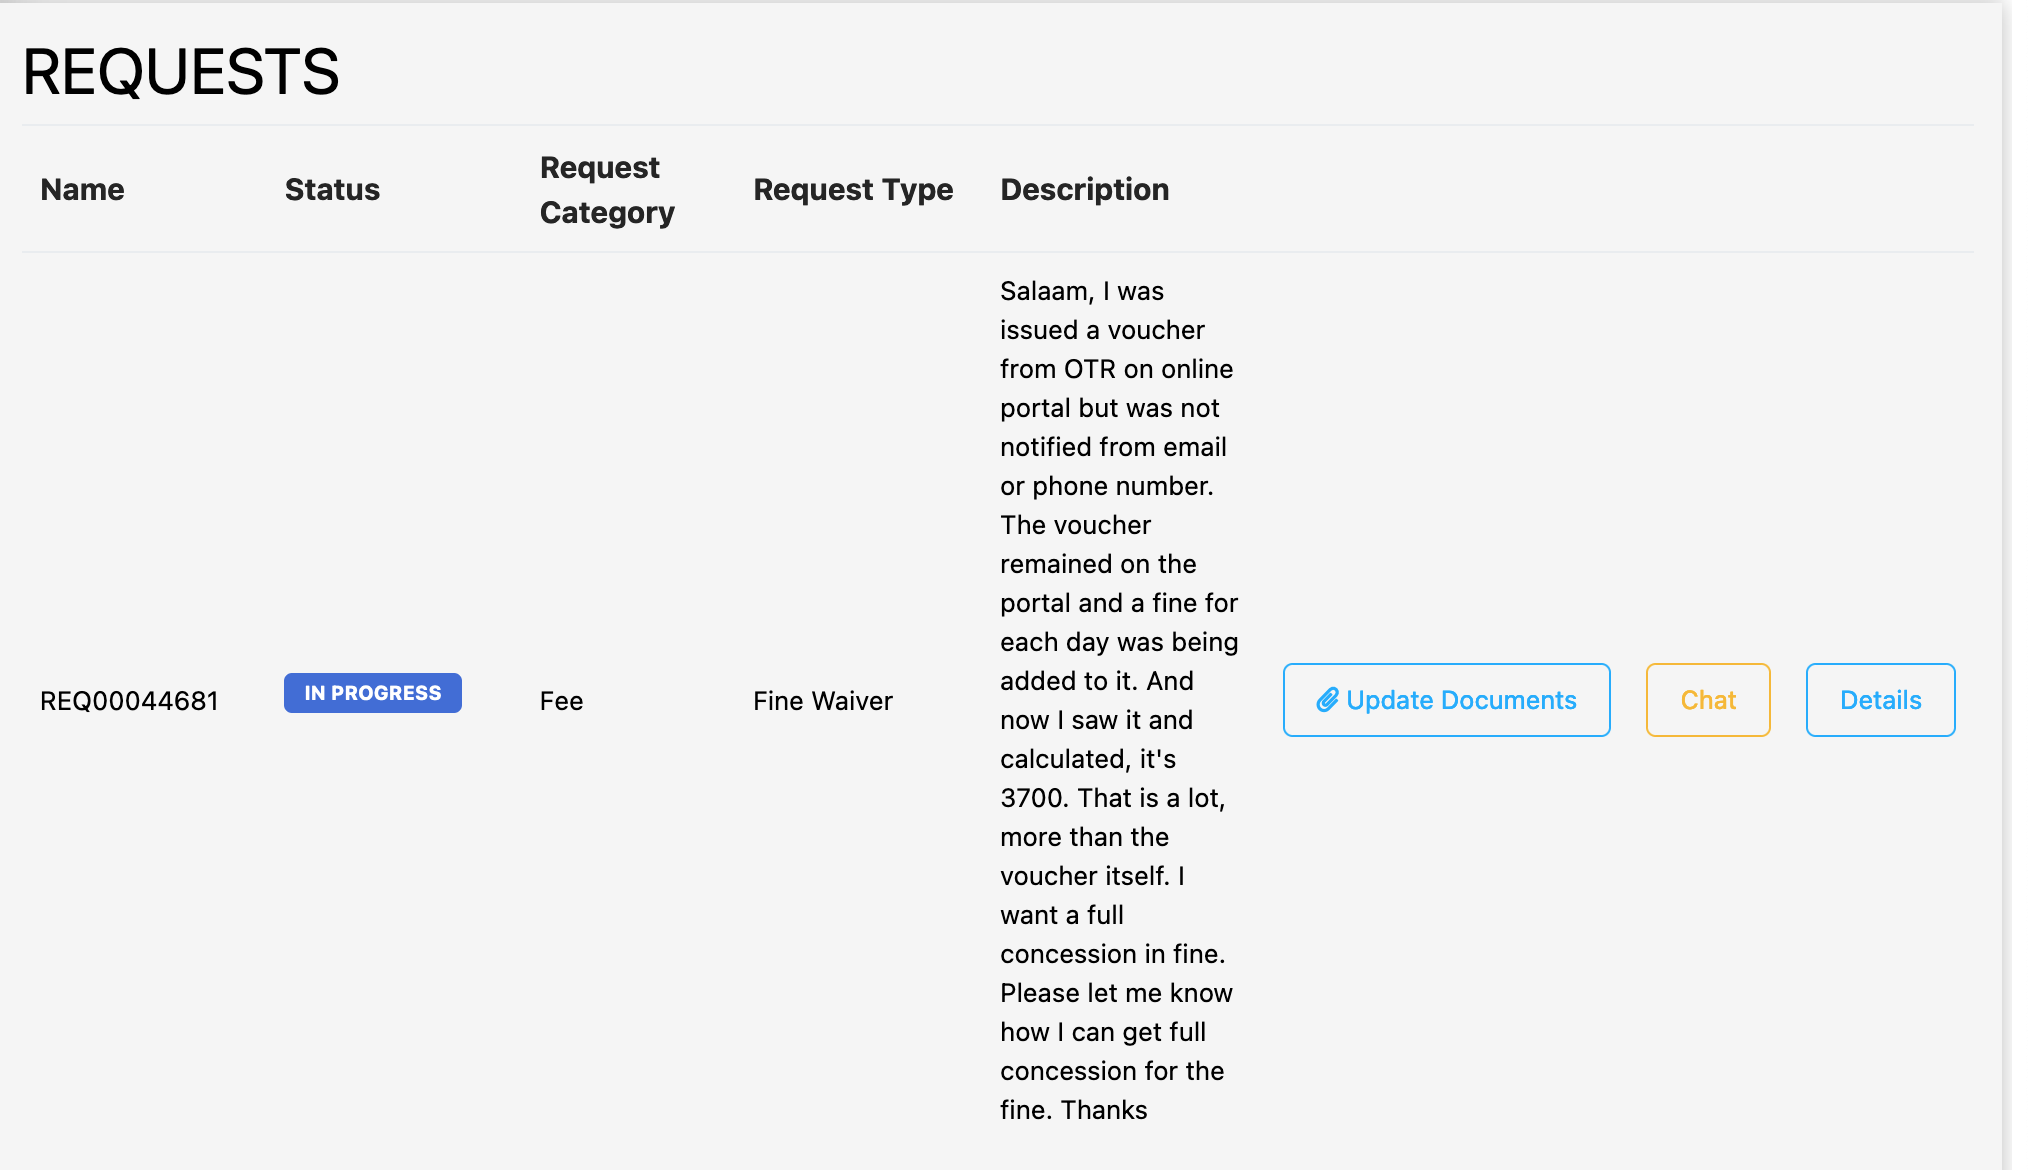 REQUESTS
Name
Status
Request
Category
Request Type
Description
REQ00044681
IN PROGRESS
Fee
Fine Waiver
Salaam, I was
issued a voucher
from OTR on online
portal but was not
notified from email
or phone number.
The voucher
remained on the
portal and a fine for
each day was being
added to it. And
now I saw it and
calculated, it's
3700. That is a lot,
more than the
voucher itself. I
want a full
concession in fine.
Please let me know
how I can get full
concession for the
fine. Thanks
Update Documents
Chat
Details